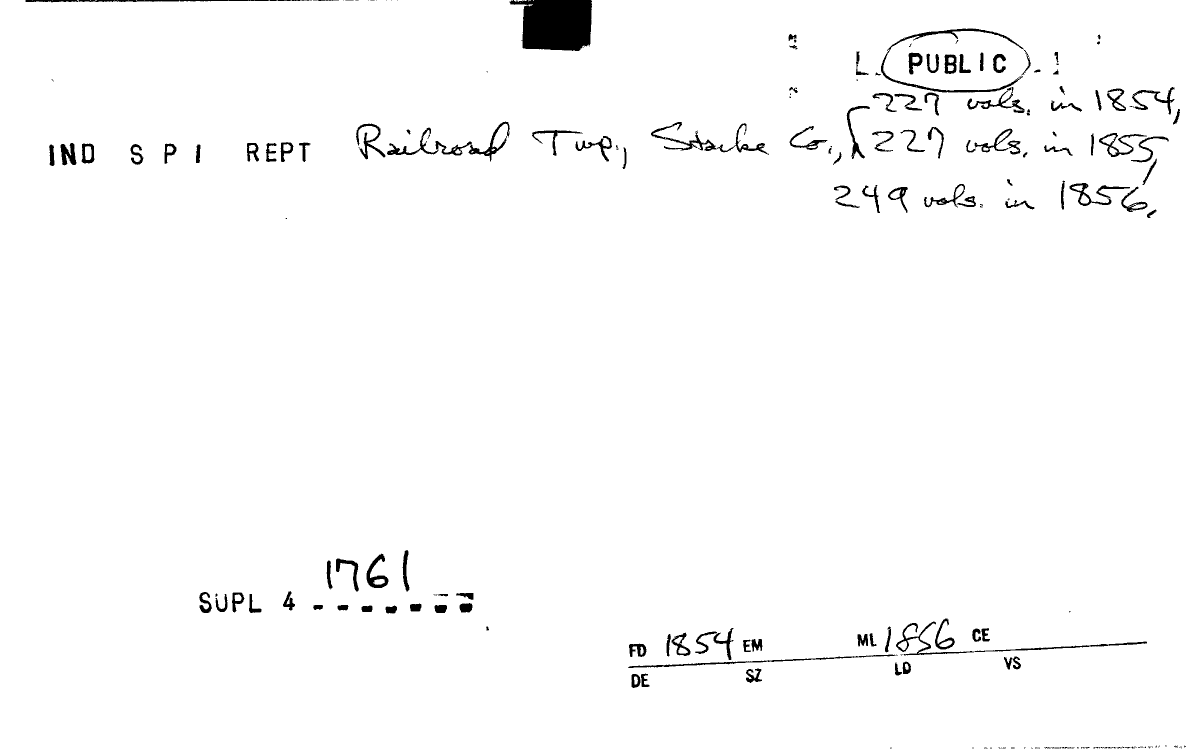 L. PUBLIC . 1
227 vols. in 1854,
IND S P I REPT Railroad Twp., Starke Co., 227 vols. in 1855,
249 vols. in 1856.
1761
SUPL 4 - - - - - - -
FD 1854 EM ML 1856 CE
DE SZ LD VS